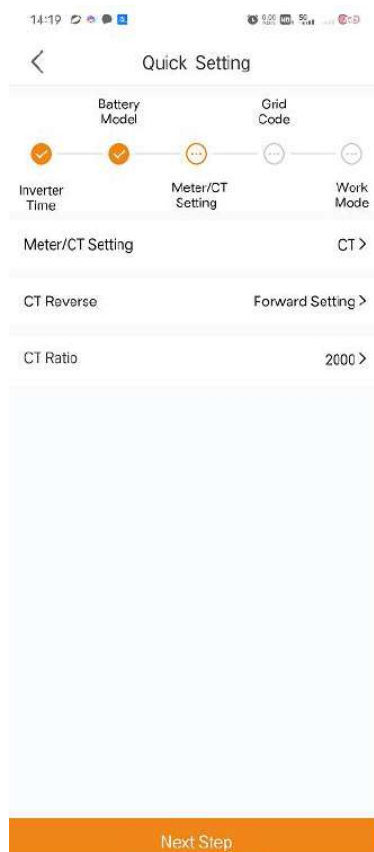 14:19
Quick Setting
Battery
Model
Grid
Code
Inverter
Time
Meter/CT
Setting
Work
Mode
Meter/CT Setting
CT >
CT Reverse
Forward Setting >
CT Ratio
2000 >
Next Step